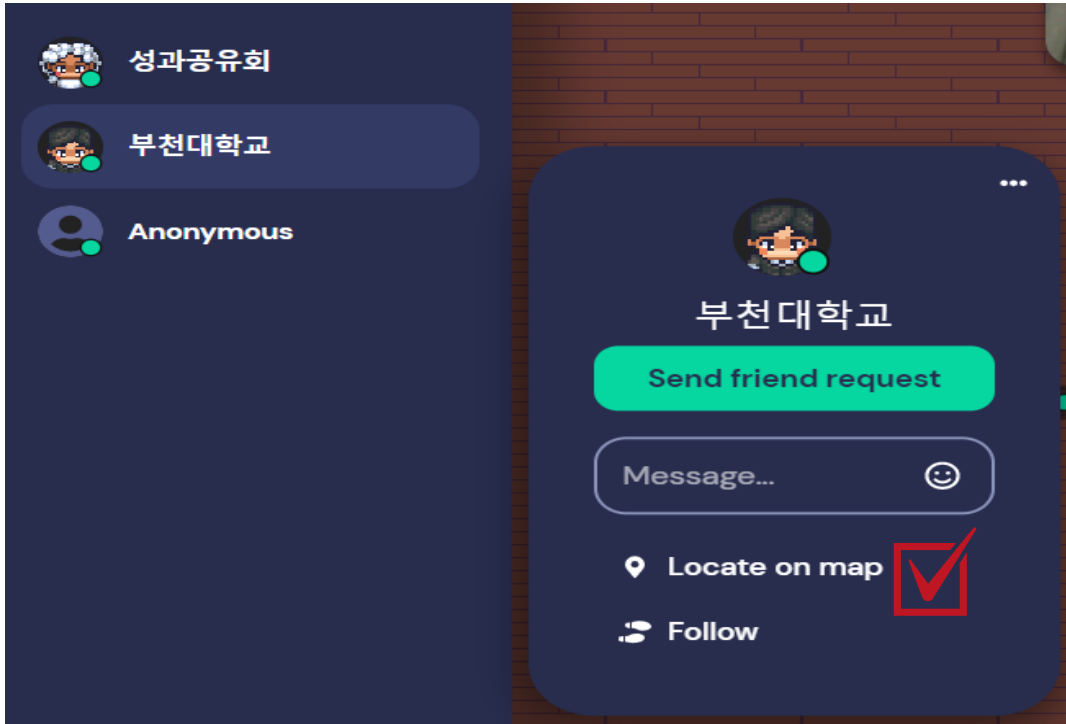 성과공유회
부천대학교
Anonymous
부천대학교
Send friend request
Message...
Locate on map
Follow